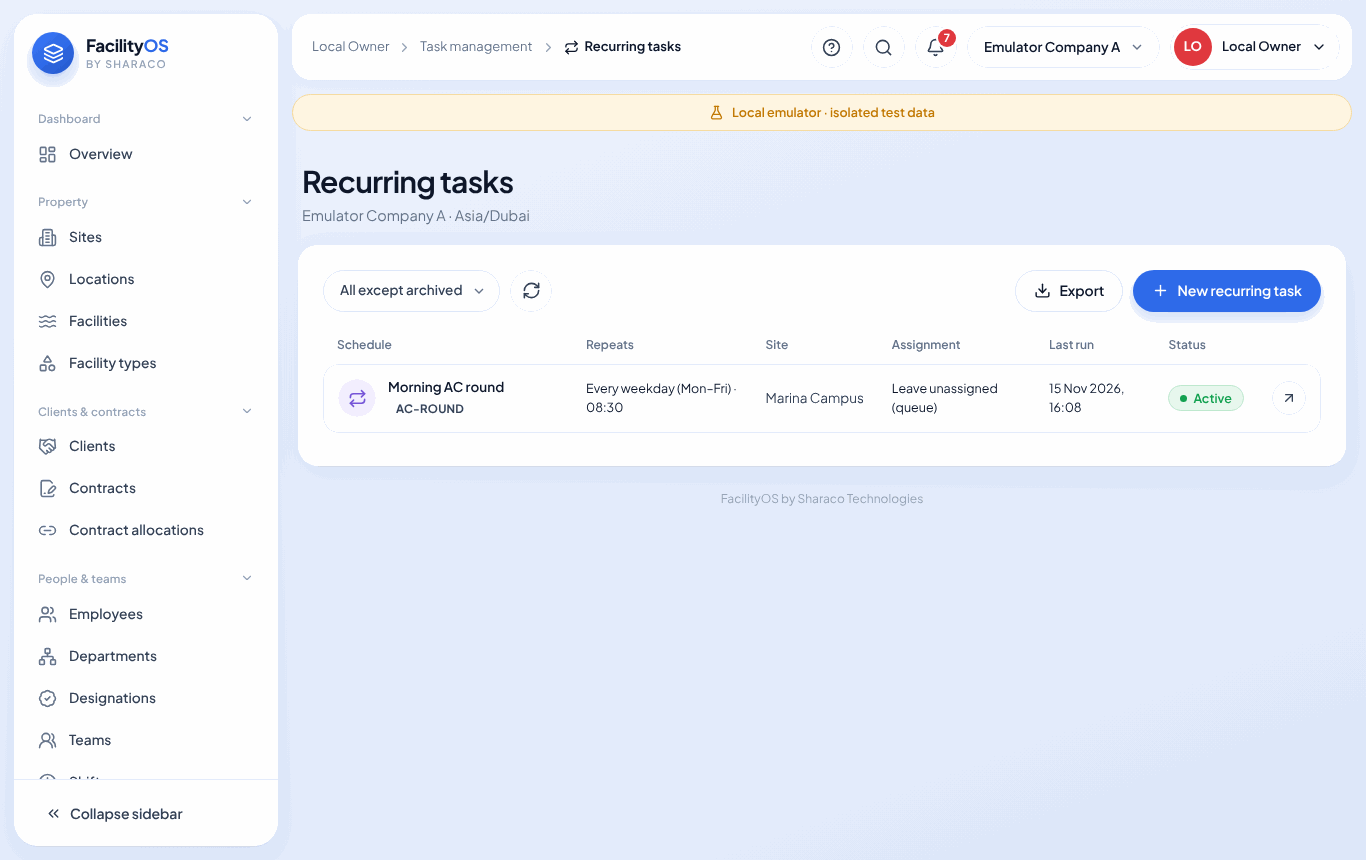 FacilityOS
BY SHARACO
Dashboard
Overview
Property
Sites
Locations
Facilities
Facility types
Clients & contracts
Clients
Contracts
Contract allocations
People & teams
Employees
Departments
Designations
Teams
Collapse sidebar
Local Owner
Task management
Recurring tasks
7
Emulator Company A
LO
Local Owner
Local emulator · isolated test data
Recurring tasks
Emulator Company A · Asia/Dubai
All except archived
Export
New recurring task
Schedule
Repeats
Site
Assignment
Last run
Status
Morning AC round
AC-ROUND
Every weekday (Mon–Fri) ·
08:30
Marina Campus
Leave unassigned
(queue)
15 Nov 2026,
16:08
Active
FacilityOS by Sharaco Technologies